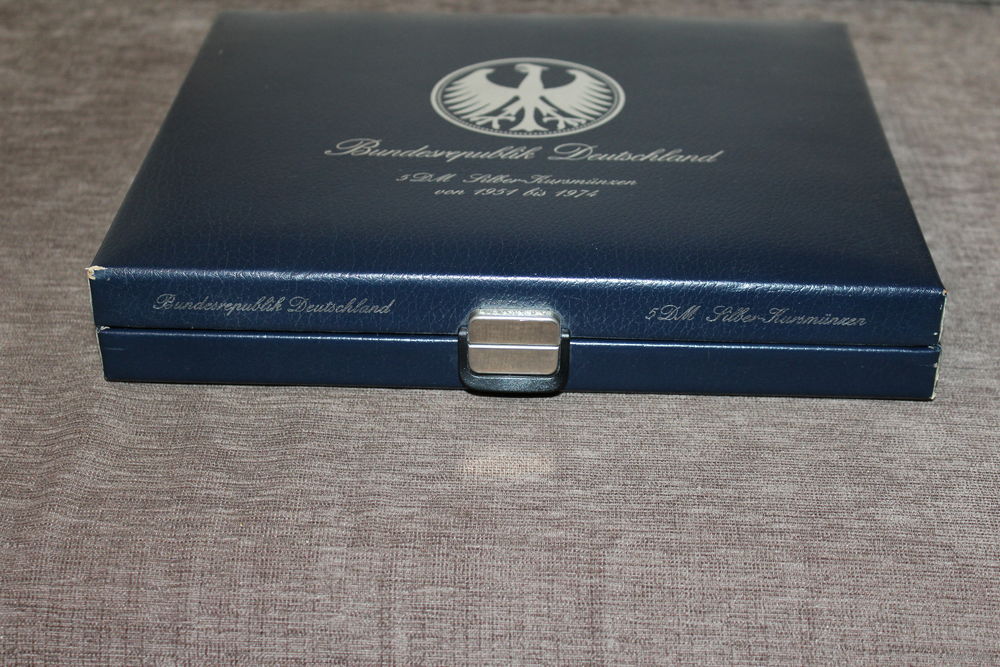 Bundesrepublik Deutschland
5 DM Silber-Kursmünzen
von 1951 bis 1974
Bundesrepublik Deutschland
5 DM Silber-Kursmünzen